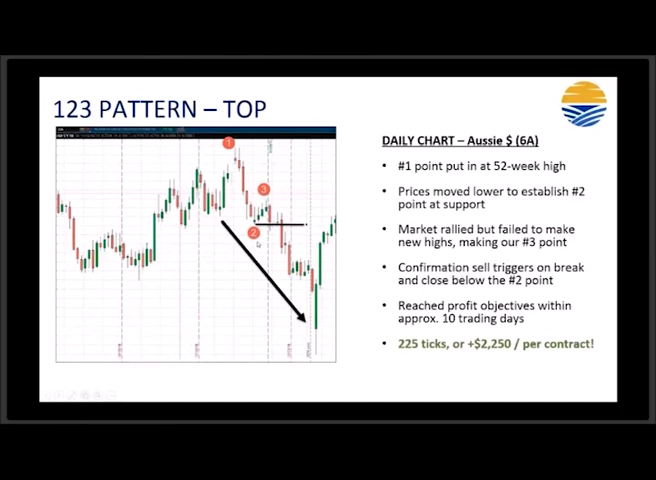 123 PATTERN – TOP
1
3
2
DAILY CHART – Aussie $ (6A)
• #1 point put in at 52-week high
• Prices moved lower to establish #2
point at support
• Market rallied but failed to make
new highs, making our #3 point
• Confirmation sell triggers on break
and close below the #2 point
• Reached profit objectives within
approx. 10 trading days
• 225 ticks, or +$2,250 / per contract!